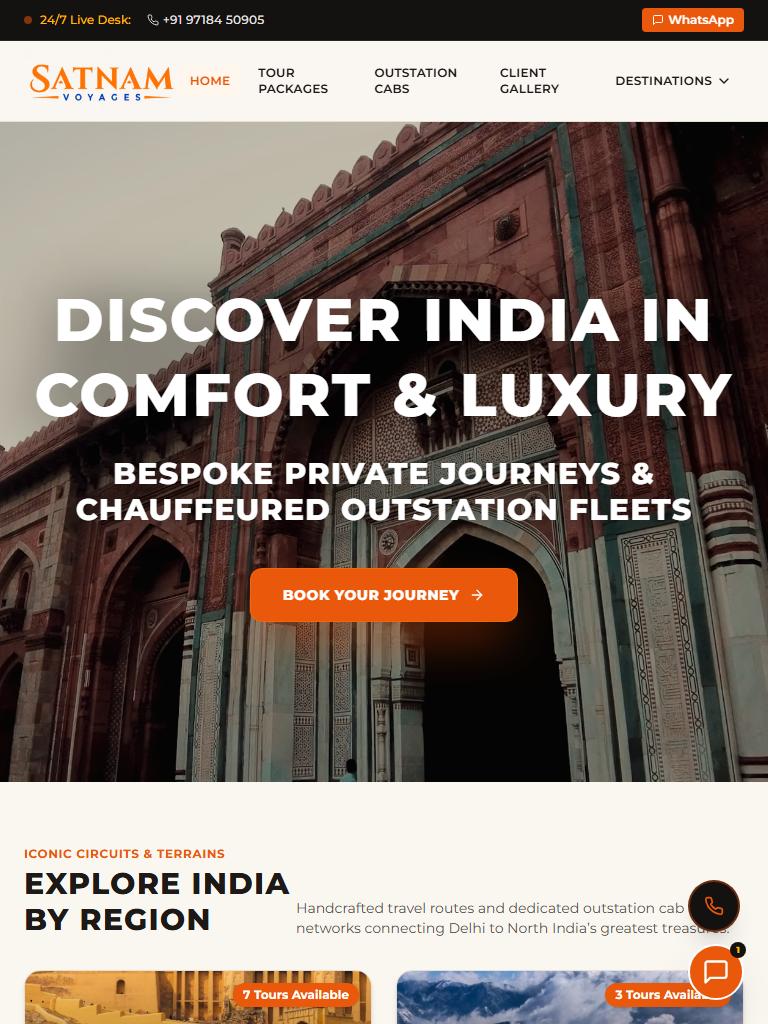 24/7 Live Desk: +91 97184 50905 WhatsApp
SATNAM
VOYAGES
HOME
TOUR PACKAGES
OUTSTATION CABS
CLIENT GALLERY
DESTINATIONS
DISCOVER INDIA IN
COMFORT & LUXURY
BESPOKE PRIVATE JOURNEYS &
CHAUFFEURED OUTSTATION FLEETS
BOOK YOUR JOURNEY
ICONIC CIRCUITS & TERRAINS
EXPLORE INDIA
BY REGION
Handcrafted travel routes and dedicated outstation cab
networks connecting Delhi to North India's greatest treasures.
1
7 Tours Available
3 Tours